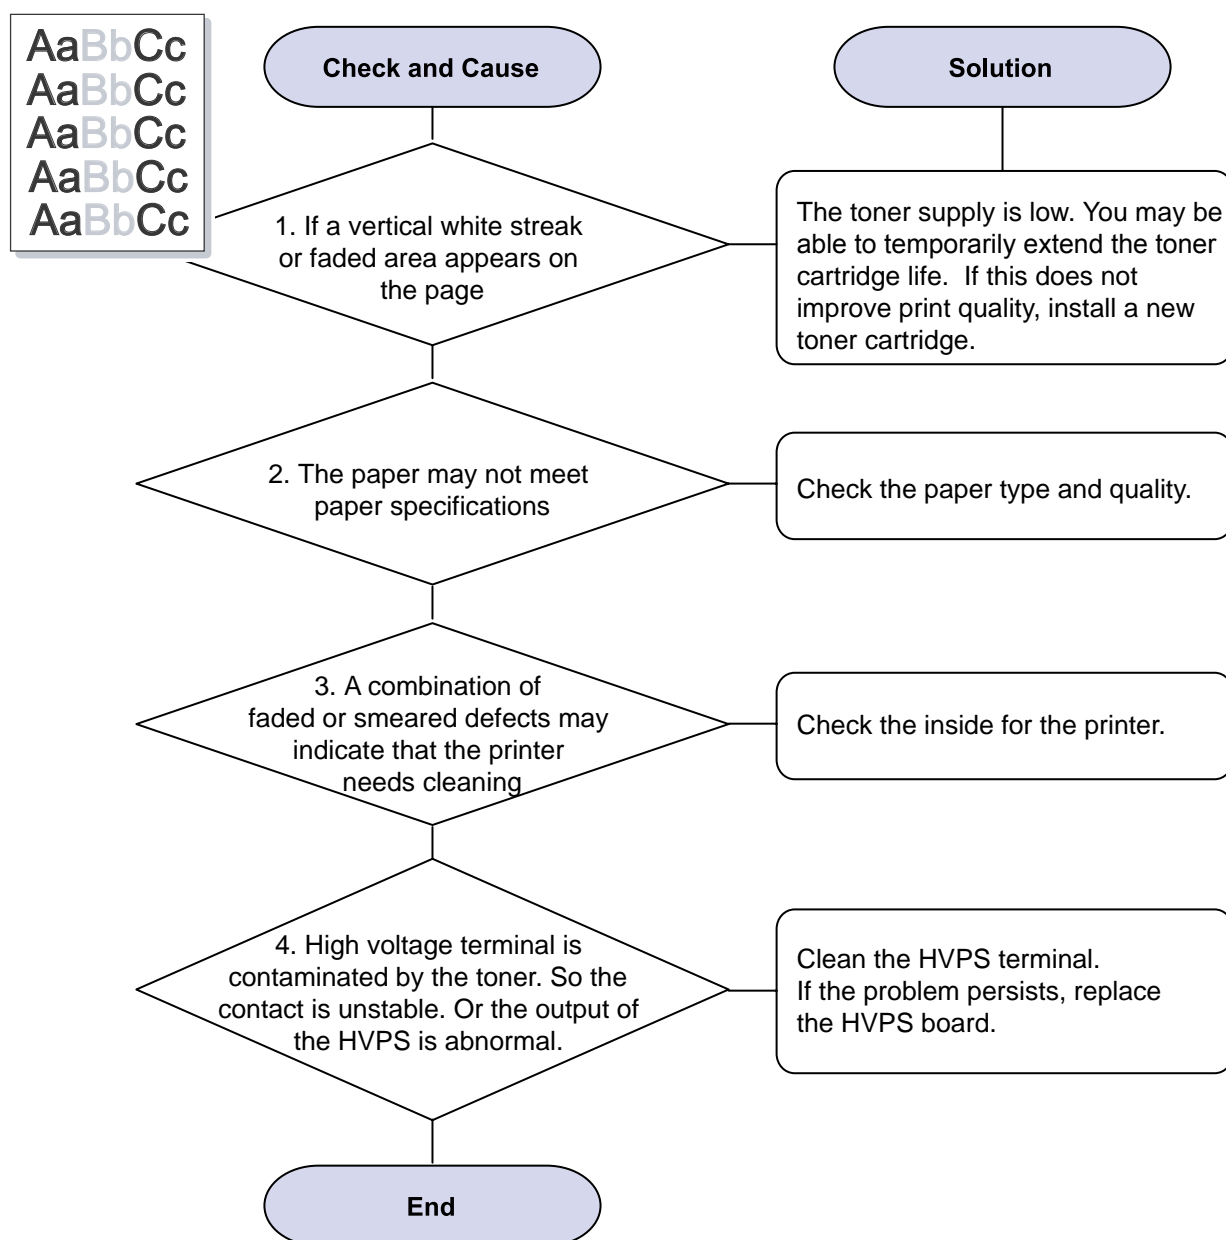 AaBbCc
AaBbCc
AaBbCc
AaBbCc
AaBbCc
Check and Cause
Solution
1. If a vertical white streak
or faded area appears on
the page
The toner supply is low. You may be
able to temporarily extend the toner
cartridge life.  If this does not
improve print quality, install a new
toner cartridge.
2. The paper may not meet
paper specifications
Check the paper type and quality.
3. A combination of
faded or smeared defects may
indicate that the printer
needs cleaning
Check the inside for the printer.
4. High voltage terminal is
contaminated by the toner. So the
contact is unstable. Or the output of
the HVPS is abnormal.
Clean the HVPS terminal.
If the problem persists, replace
the HVPS board.
End